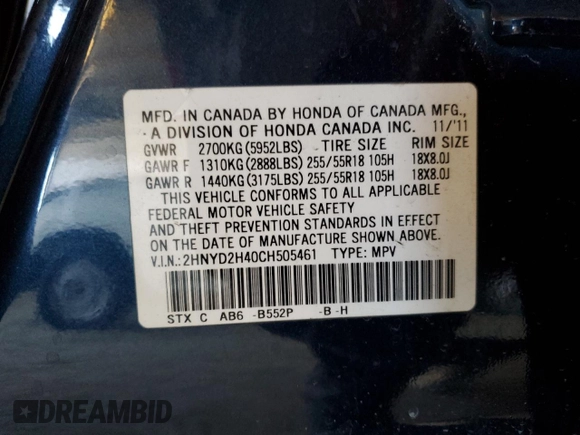 MFD. IN CANADA BY HONDA OF CANADA MFG.,
A DIVISION OF HONDA CANADA INC. 11/'11
GVWR 2700KG(5952LBS) TIRE SIZE RIM SIZE
GAWR F 1310KG(2888LBS) 255/55R18 105H 18X8.0J
GAWR R 1440KG(3175LBS) 255/55R18 105H 18X8.0J
THIS VEHICLE CONFORMS TO ALL APPLICABLE
FEDERAL MOTOR VEHICLE SAFETY
AND THEFT PREVENTION STANDARDS IN EFFECT
ON THE DATE OF MANUFACTURE SHOWN ABOVE.
V.I.N.: 2HNYD2H40CH505461 TYPE: MPV
STX C AB6 -B552P -B -H
DREAMBID